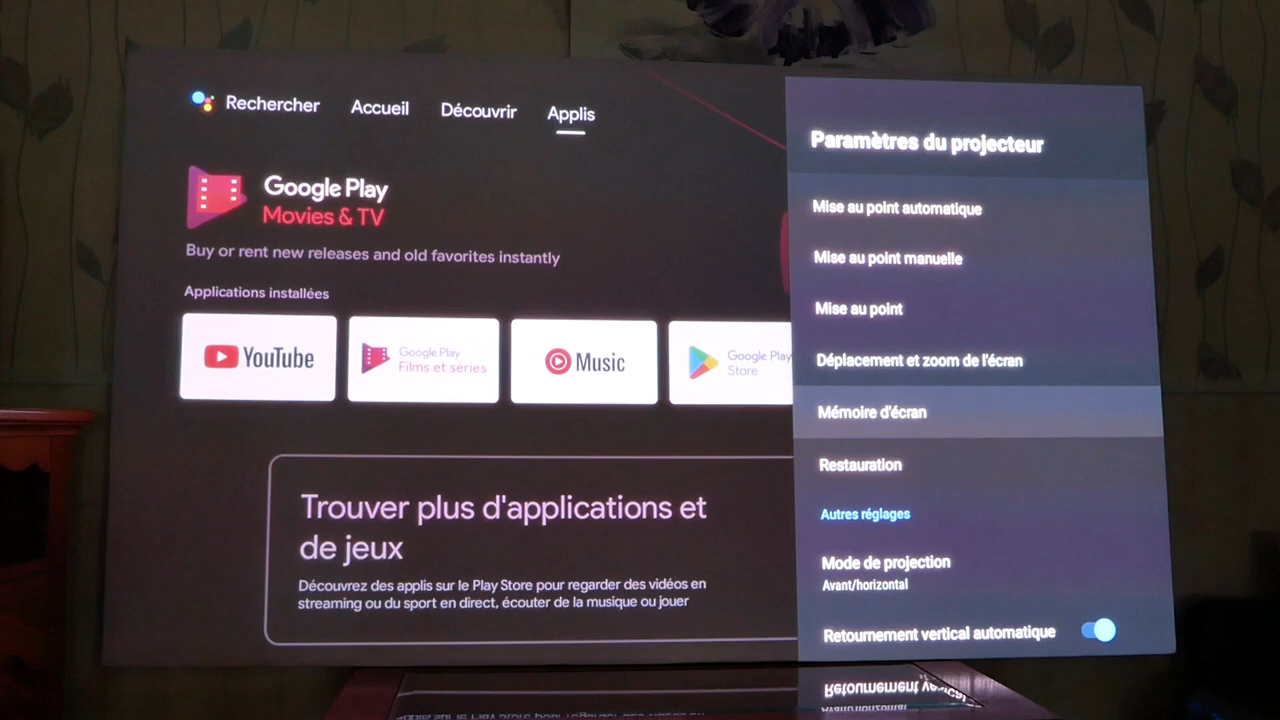 Rechercher Accueil Découvrir Applis
Google Play
Movies & TV
Buy or rent new releases and old favorites instantly
Applications installées
YouTube
Google Play
Films et séries
Music
Google Play
Store
Trouver plus d'applications et
de jeux
Découvrez des applis sur le Play Store pour regarder des vidéos en
streaming ou du sport en direct, écouter de la musique ou jouer
Paramètres du projecteur
Mise au point automatique
Mise au point manuelle
Mise au point
Déplacement et zoom de l'écran
Mémoire d'écran
Restauration
Autres réglages
Mode de projection
Avant/horizontal
Retournement vertical automatique